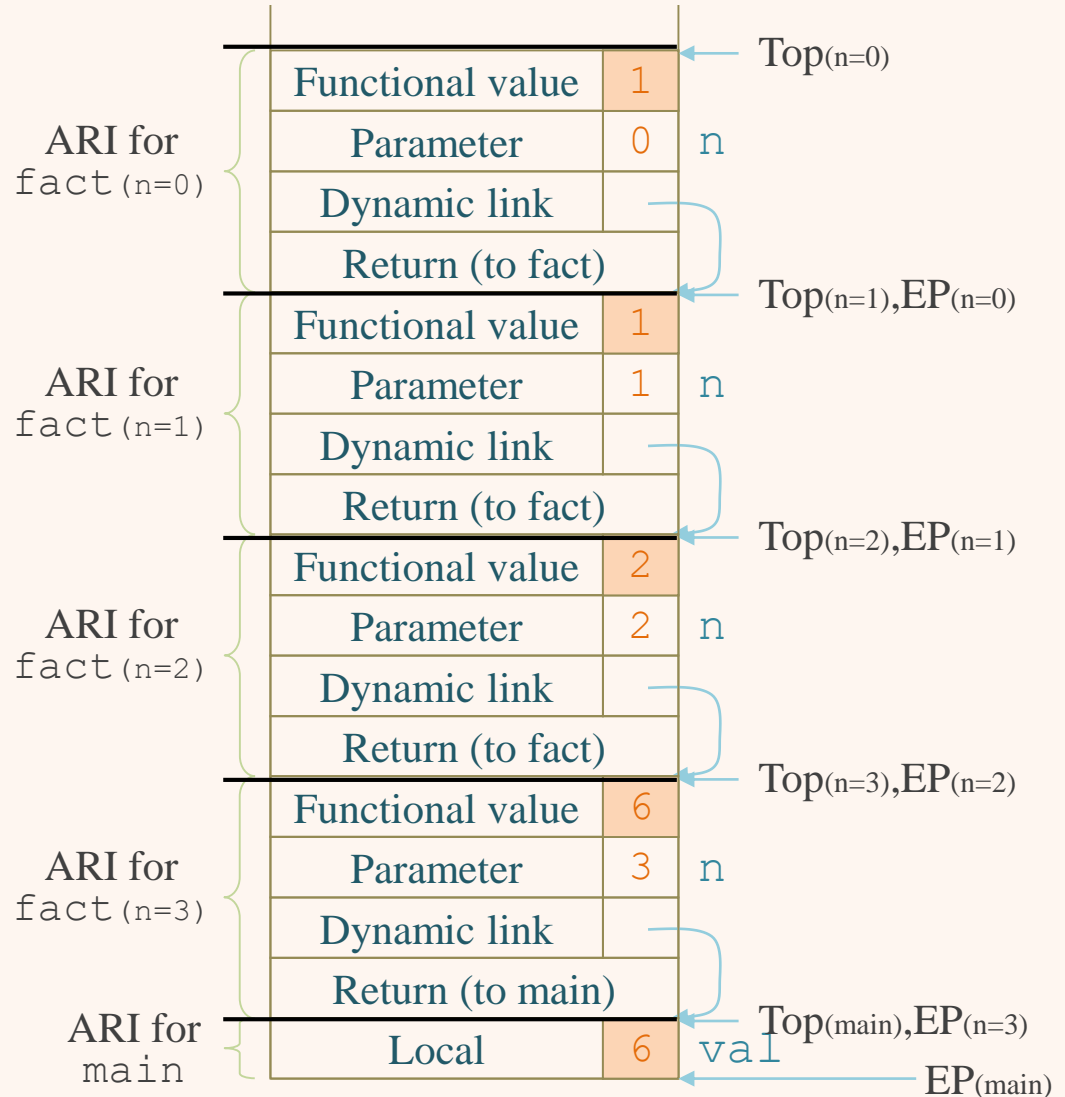 Top(n=0)
Functional value 1
ARI for
fact(n=0)
Parameter 0 n
Dynamic link
Return (to fact)
Top(n=1),EP(n=0)
Functional value 1
ARI for
fact(n=1)
Parameter 1 n
Dynamic link
Return (to fact)
Top(n=2),EP(n=1)
Functional value 2
ARI for
fact(n=2)
Parameter 2 n
Dynamic link
Return (to fact)
Top(n=3),EP(n=2)
Functional value 6
ARI for
fact(n=3)
Parameter 3 n
Dynamic link
Return (to main)
Top(main),EP(n=3)
ARI for
main
Local 6 val
EP(main)